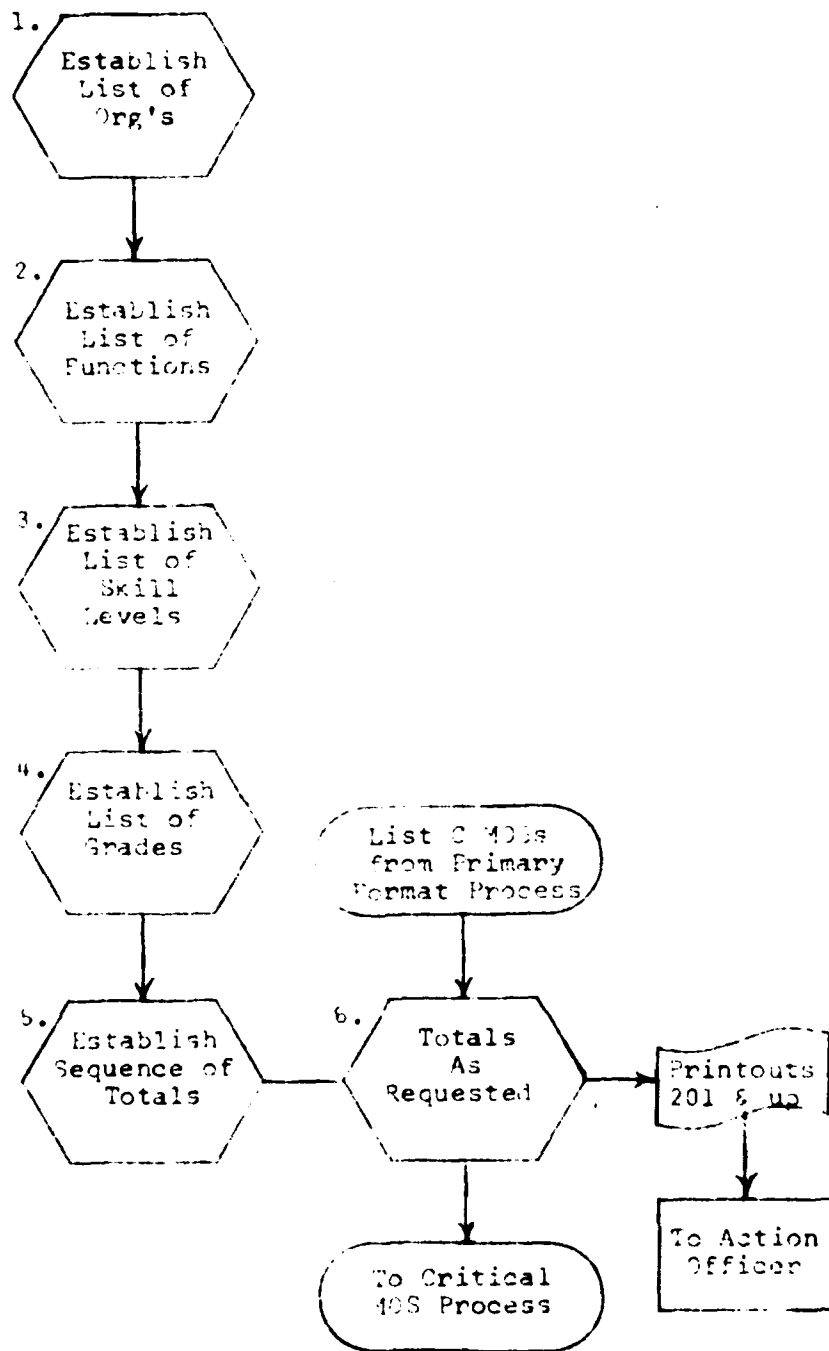 1.
Establish
List of
Org's
2.
Establish
List of
Functions
3.
Establish
List of
Skill
Levels
4.
Establish
List of
Grades
List C MOSs
from Primary
Format Process
5.
Establish
Sequence of
Totals
6.
Totals
As
Requested
Printouts
201 & up
To Action
Officer
To Critical
MOS Process